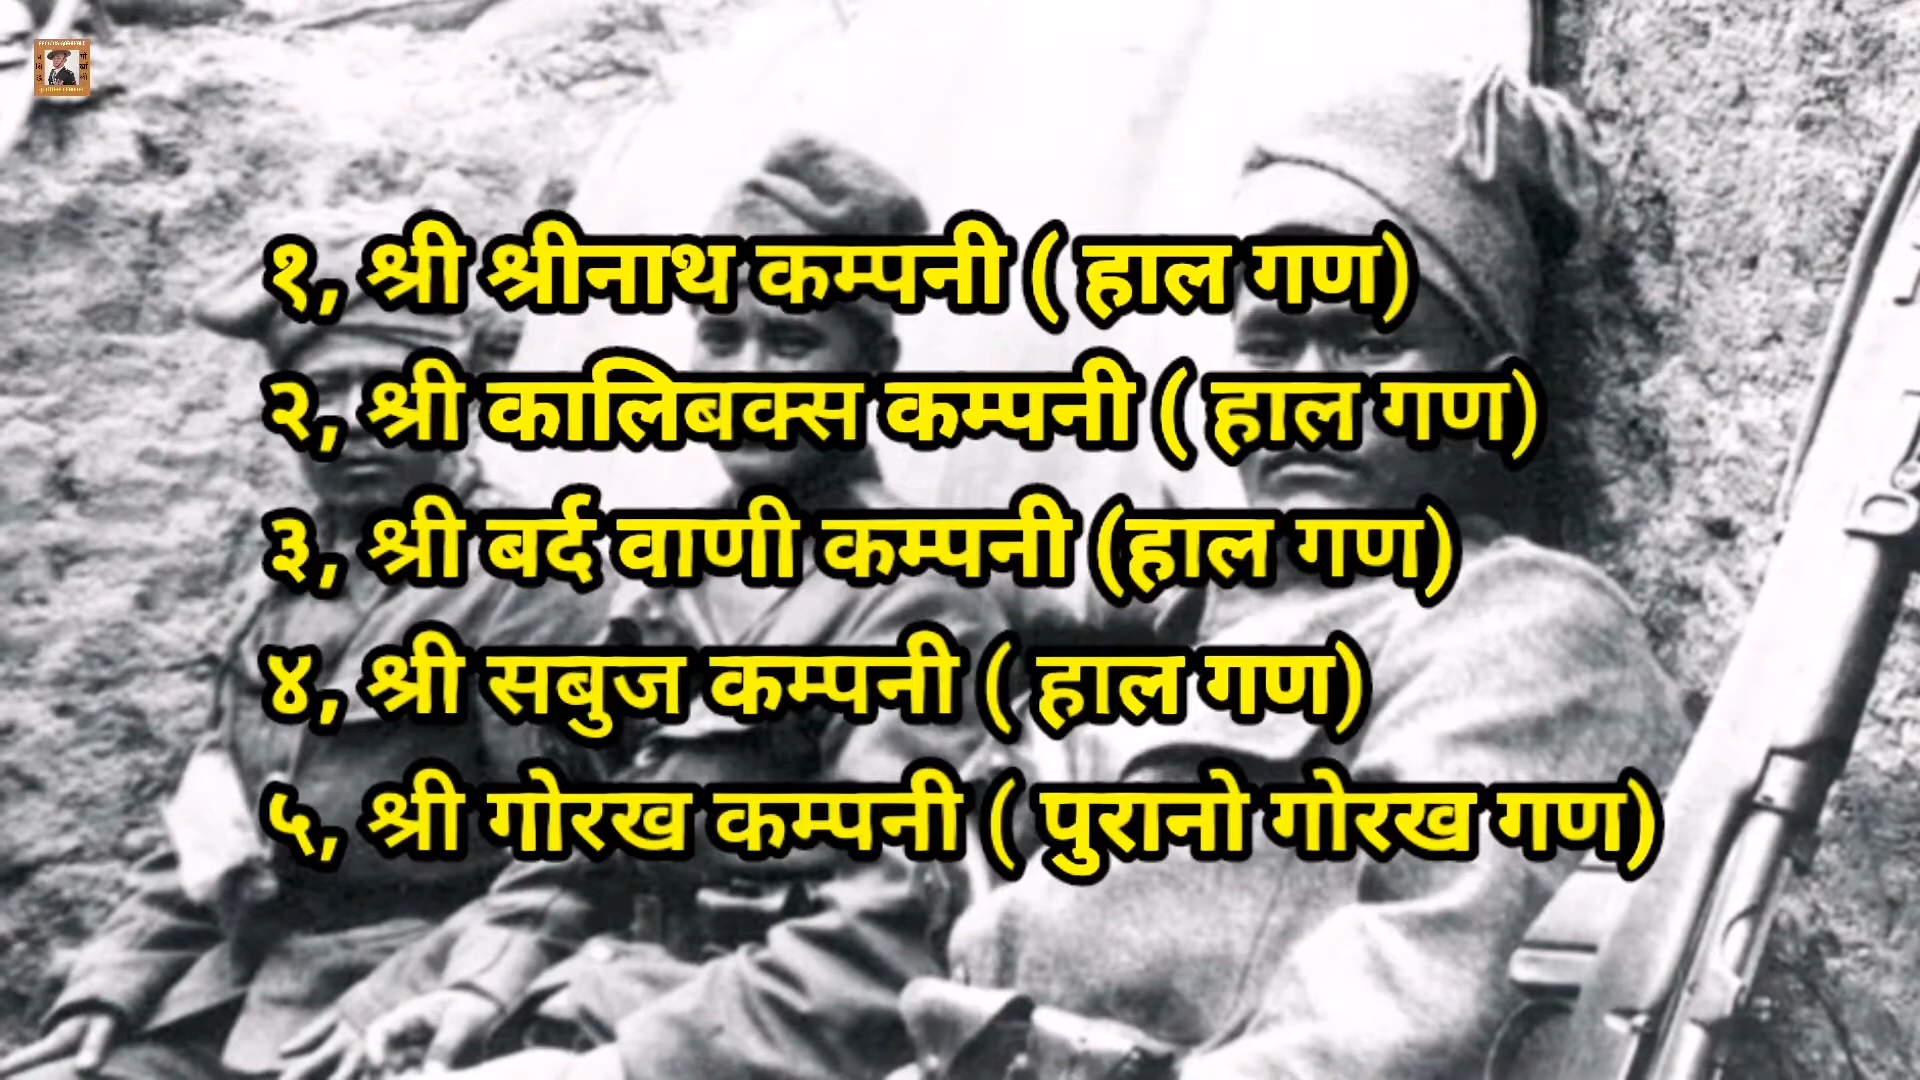 १, श्री श्रीनाथ कम्पनी ( हाल गण)
२, श्री कालिबक्स कम्पनी ( हाल गण)
३, श्री बर्द वाणी कम्पनी (हाल गण)
४, श्री सबुज कम्पनी ( हाल गण)
५, श्री गोरख कम्पनी ( पुरानो गोरख गण)